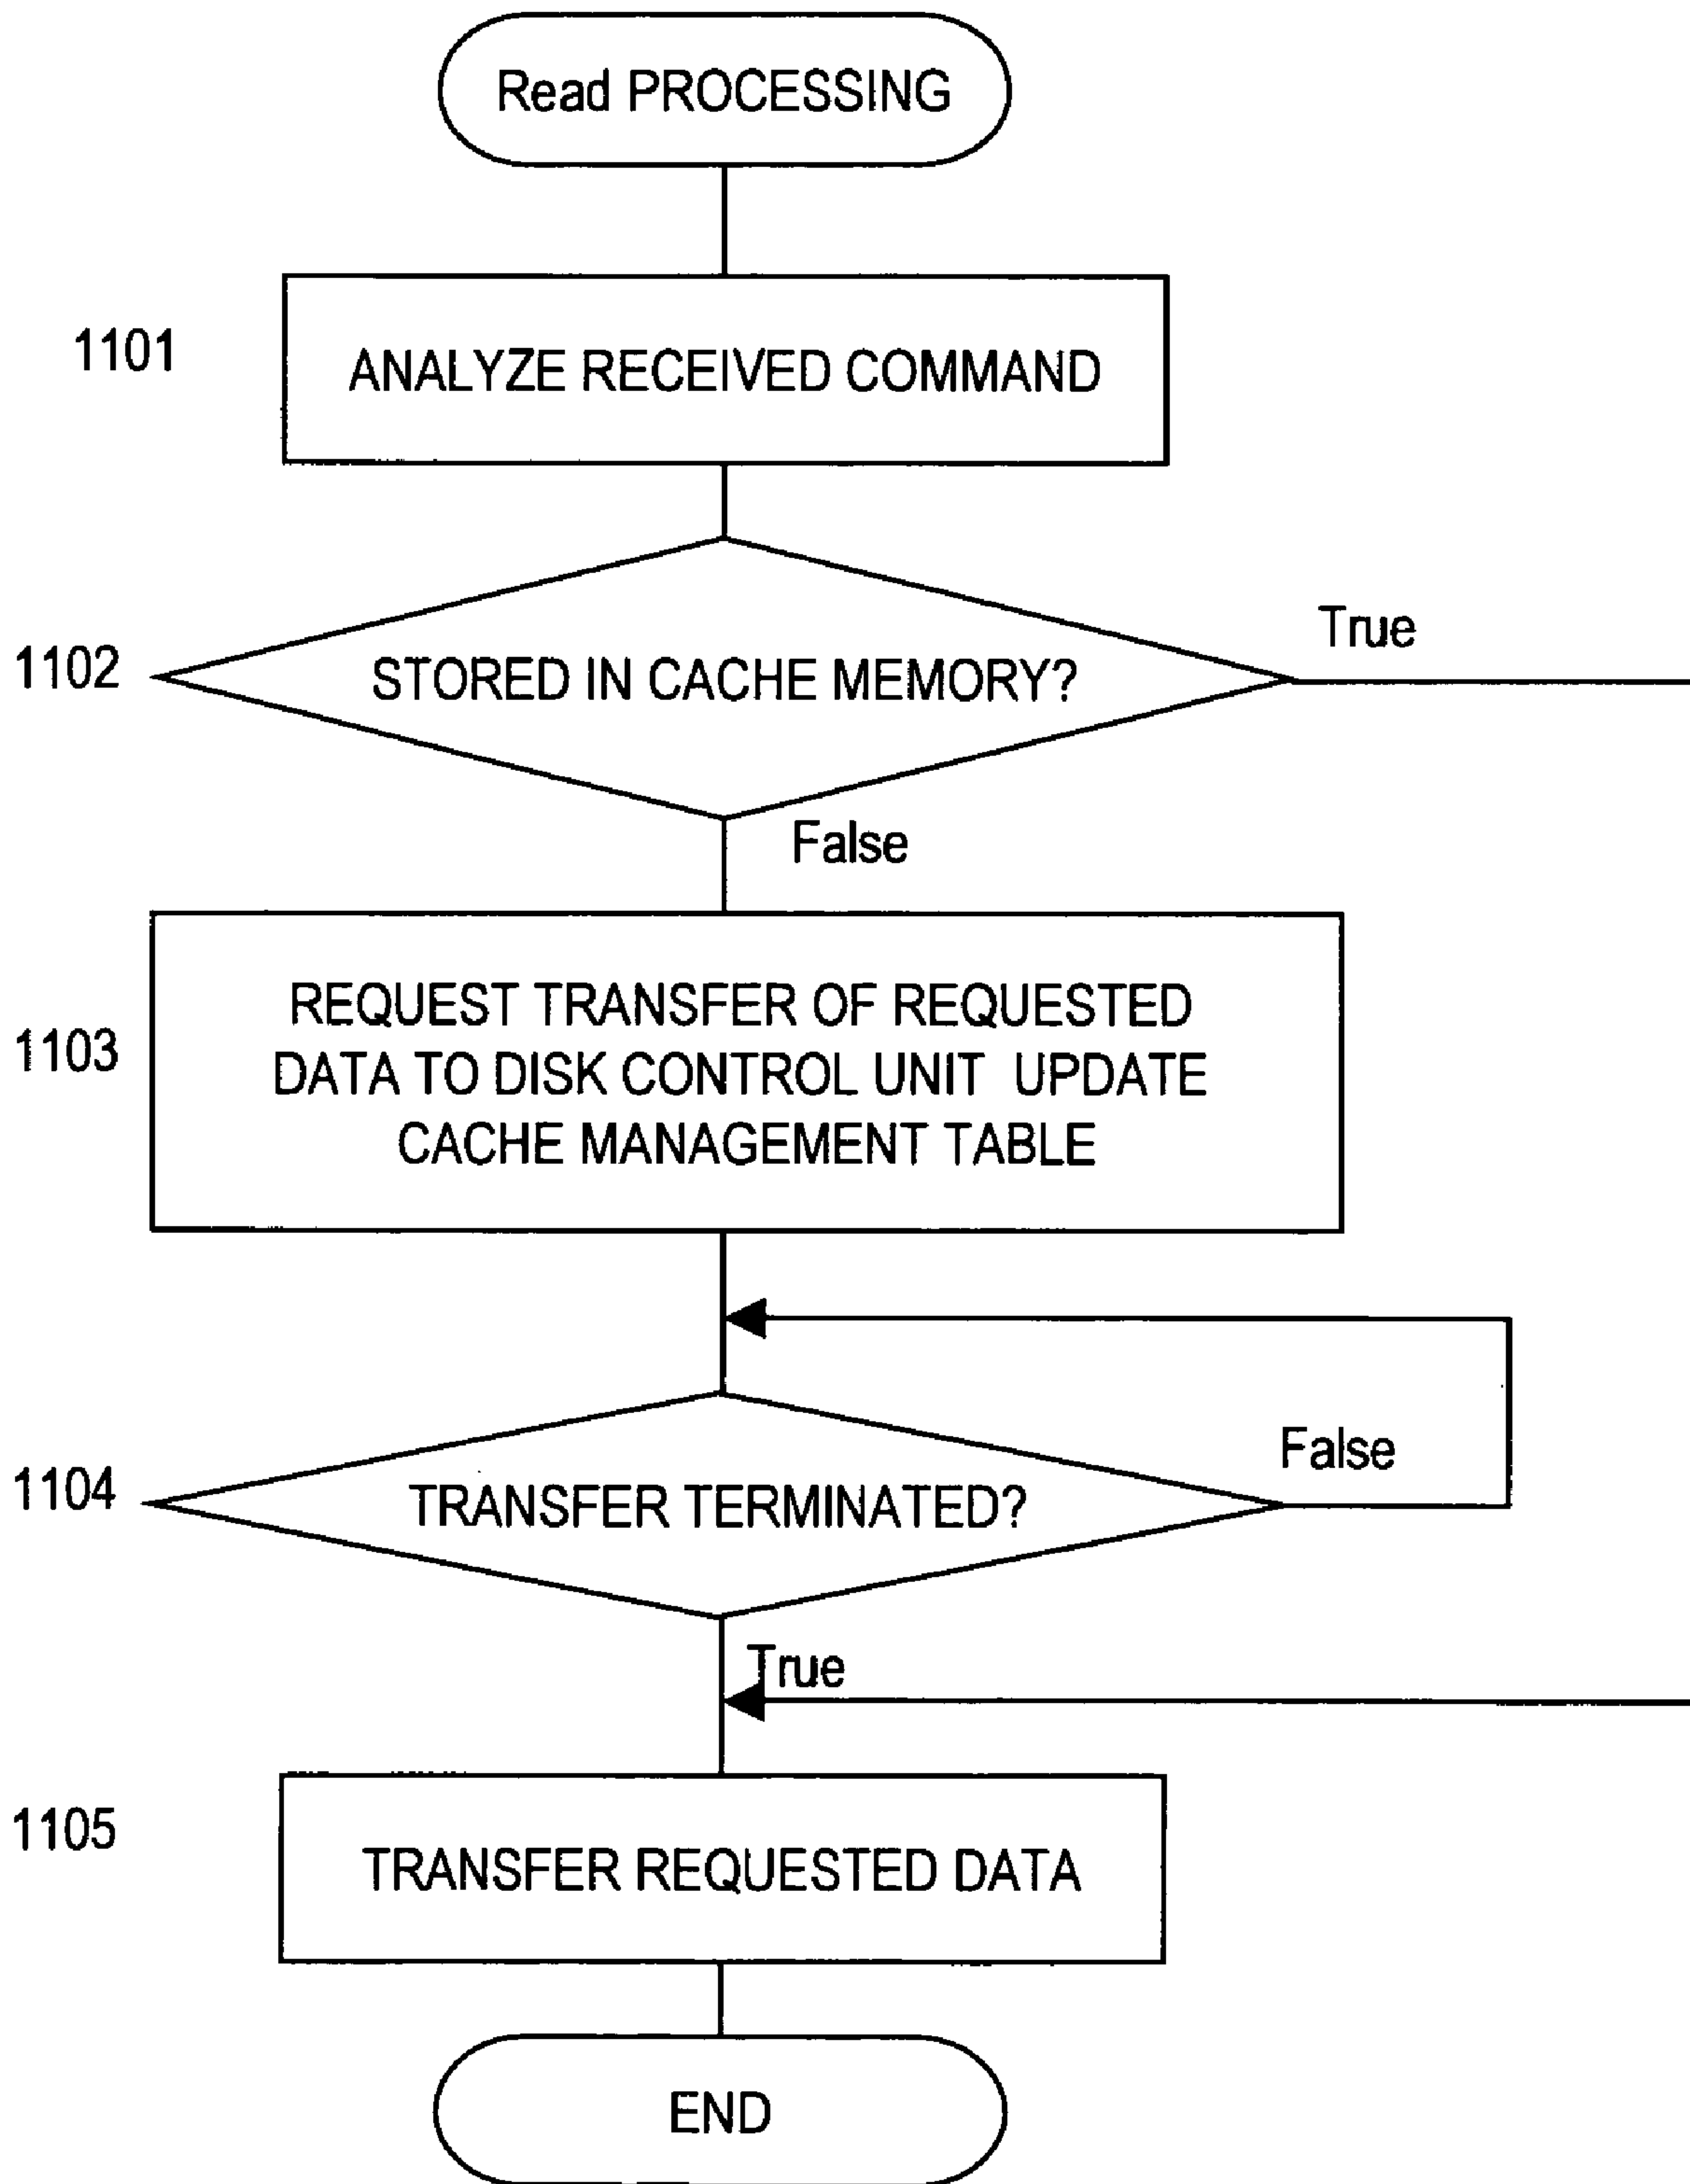 Read PROCESSING
1101
ANALYZE RECEIVED COMMAND
1102
STORED IN CACHE MEMORY?
True
False
1103
REQUEST TRANSFER OF REQUESTED
DATA TO DISK CONTROL UNIT UPDATE
CACHE MANAGEMENT TABLE
1104
TRANSFER TERMINATED?
False
True
1105
TRANSFER REQUESTED DATA
END